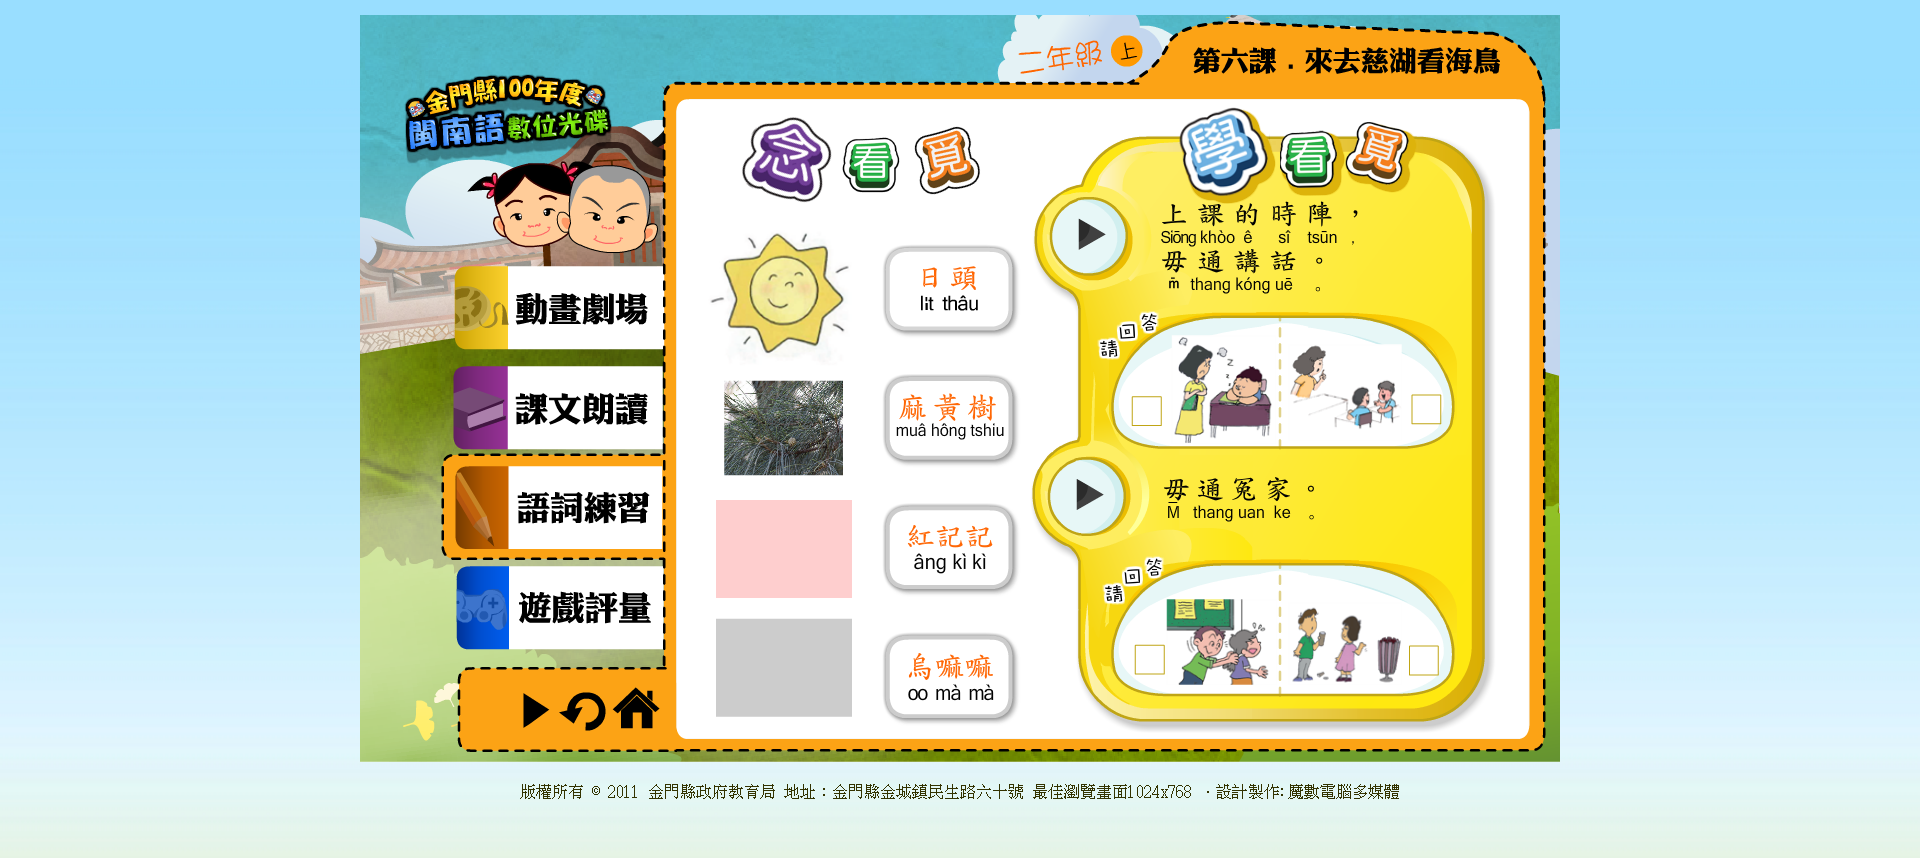 二年級 上
第六課．來去慈湖看海鳥
金門縣100年度
閩南語數位光碟
動畫劇場
課文朗讀
語詞練習
遊戲評量
念看覓
日頭
li̍t thâu
麻黃樹
muâ hông tshiu
紅記記
âng kì kì
烏嘛嘛
oo mà mà
學看覓
上課的時陣，
Siōng khòo ê sî tsūn ,
毋通講話。
m̄ thang kóng uē 。
請回答
z z z
毋通冤家。
M̄ thang uan ke 。
請回答
版權所有 © 2011 金門縣政府教育局 地址：金門縣金城鎮民生路六十號 最佳瀏覽畫面1024x768 ‧設計製作: 魔數電腦多媒體